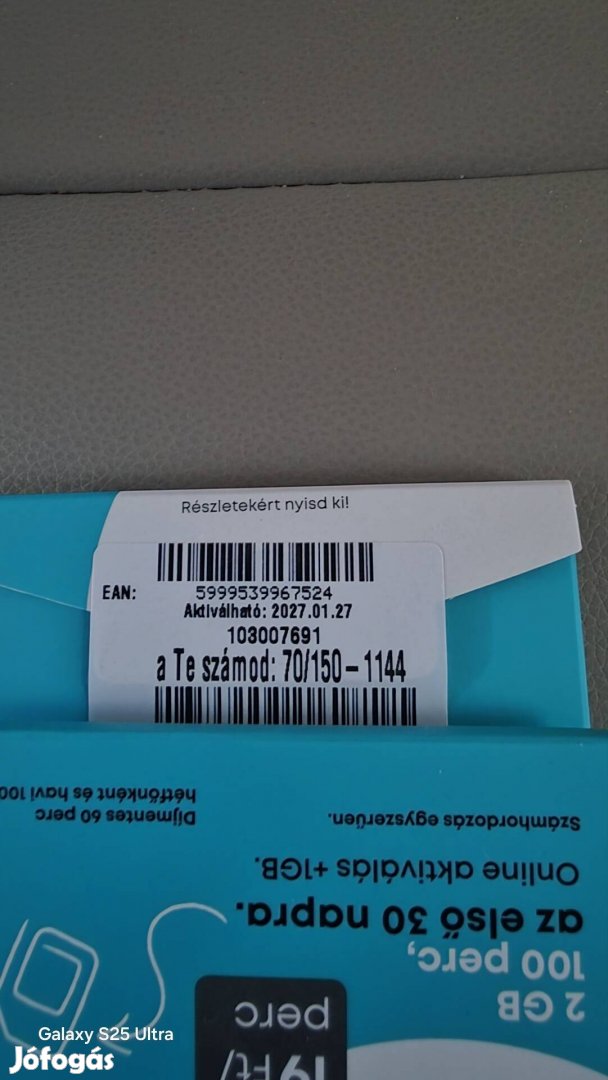 Részletekért nyisd ki!
EAN:
5999539967524
Aktiválható: 2027.01.27
103007691
a Te számod: 70/150-1144
2 GB
100 perc,
az első 30 napra.
Online aktiválás +1GB.
Számhordozás egyszerűen.
Díjmentes 60 perc
hétfőnként és havi 100
19 Ft/
perc
Galaxy S25 Ultra
Jófogás